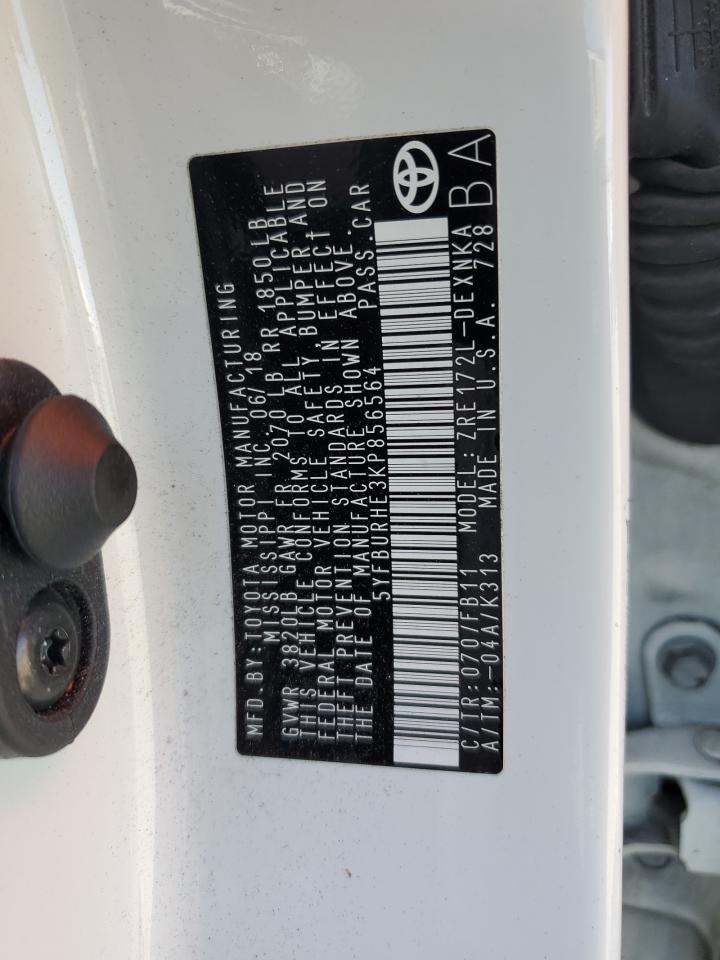 MFD.BY:TOYOTA MOTOR MANUFACTURING
MISSISSIPPI INC.06/18
GVWR 3820LB GAWR FR 2070 LB RR 1850 LB
THIS VEHICLE CONFORMS TO ALL APPLICABLE
FEDERAL MOTOR VEHICLE SAFETY, BUMPER AND
THEFT PREVENTION STANDARDS IN EFFECT ON
THE DATE OF MANUFACTURE SHOWN ABOVE.
5YFBURHE3KP856564 PASS.CAR
C/TR:070/FB11 MODEL:ZRE172L-DEXNKA
A/TM:-04A/K313 MADE IN U.S.A. 728
BA